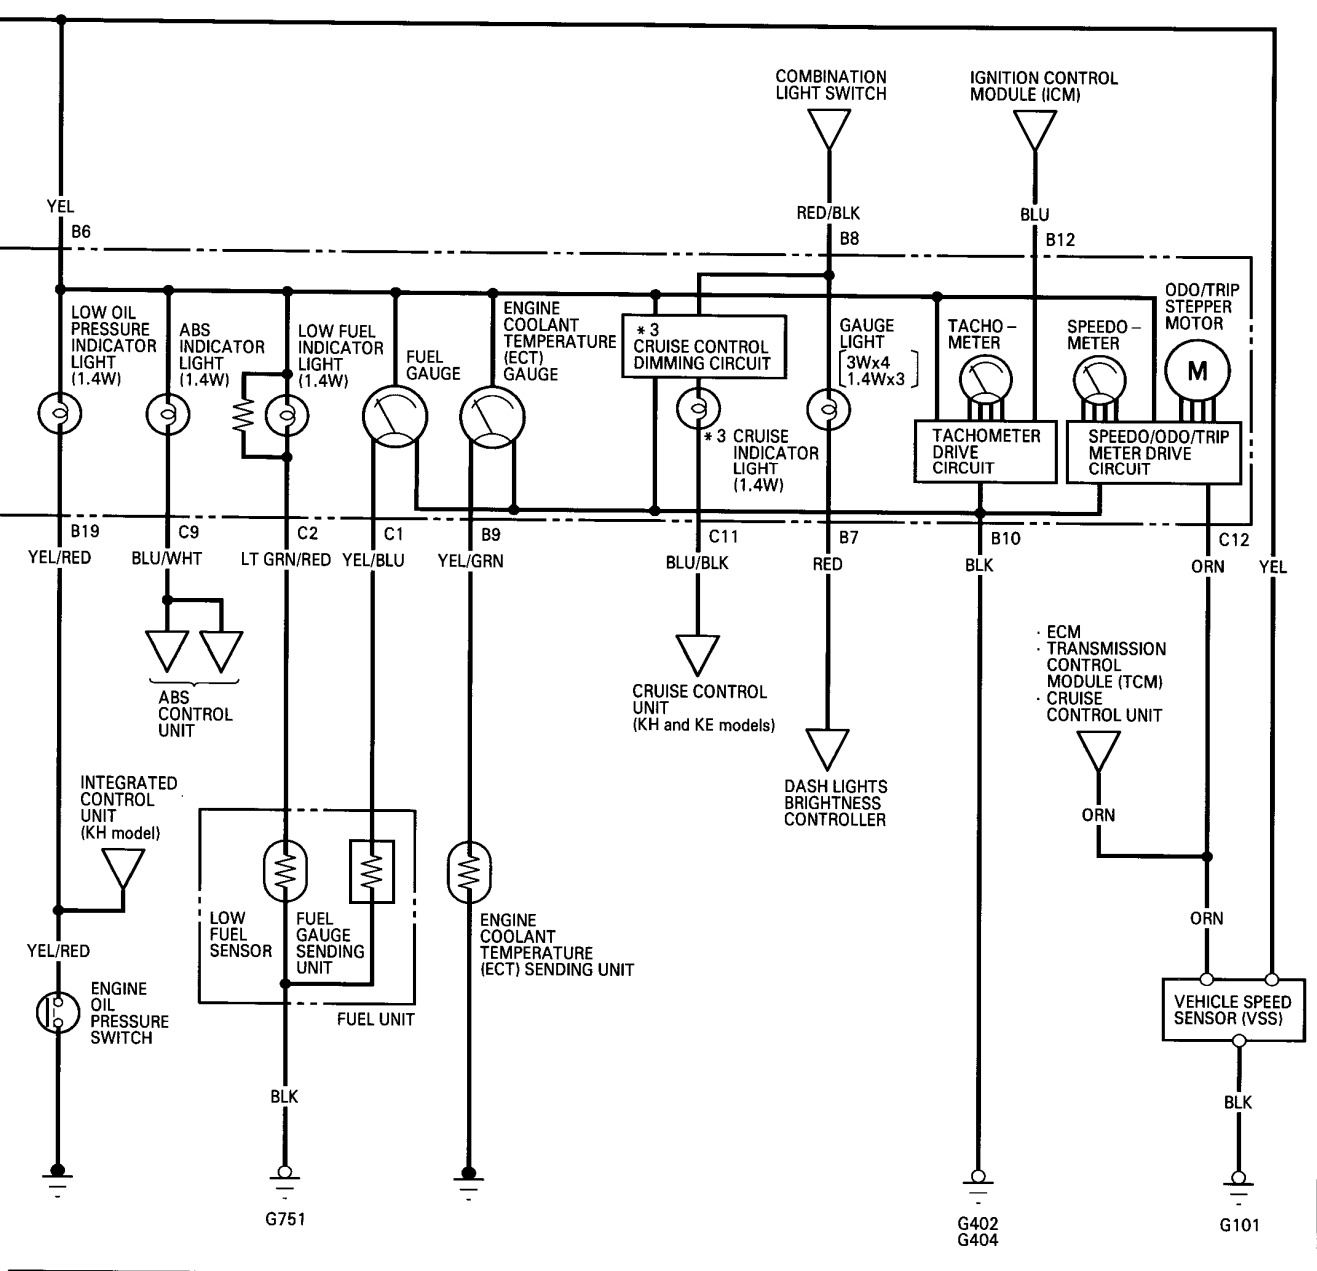 COMBINATION
LIGHT SWITCH
IGNITION CONTROL
MODULE (ICM)
YEL
B6
RED/BLK
B8
BLU
B12
LOW OIL
PRESSURE
INDICATOR
LIGHT
(1.4W)
ABS
INDICATOR
LIGHT
(1.4W)
LOW FUEL
INDICATOR
LIGHT
(1.4W)
FUEL
GAUGE
ENGINE
COOLANT
TEMPERATURE
(ECT)
GAUGE
* 3
CRUISE CONTROL
DIMMING CIRCUIT
GAUGE
LIGHT
3Wx4
1.4Wx3
TACHO –
METER
SPEEDO –
METER
ODO/TRIP
STEPPER
MOTOR
M
* 3 CRUISE
INDICATOR
LIGHT
(1.4W)
TACHOMETER
DRIVE
CIRCUIT
SPEEDO/ODO/TRIP
METER DRIVE
CIRCUIT
B19
C9
C2
C1
B9
C11
B7
B10
C12
YEL/RED
BLU/WHT
LT GRN/RED
YEL/BLU
YEL/GRN
BLU/BLK
RED
BLK
ORN
YEL
ABS
CONTROL
UNIT
CRUISE CONTROL
UNIT
(KH and KE models)
DASH LIGHTS
BRIGHTNESS
CONTROLLER
· ECM
· TRANSMISSION
CONTROL
MODULE (TCM)
· CRUISE
CONTROL UNIT
ORN
INTEGRATED
CONTROL
UNIT
(KH model)
YEL/RED
ENGINE
OIL
PRESSURE
SWITCH
LOW
FUEL
SENSOR
FUEL
GAUGE
SENDING
UNIT
FUEL UNIT
ENGINE
COOLANT
TEMPERATURE
(ECT) SENDING UNIT
ORN
VEHICLE SPEED
SENSOR (VSS)
BLK
BLK
G751
G402
G404
G101